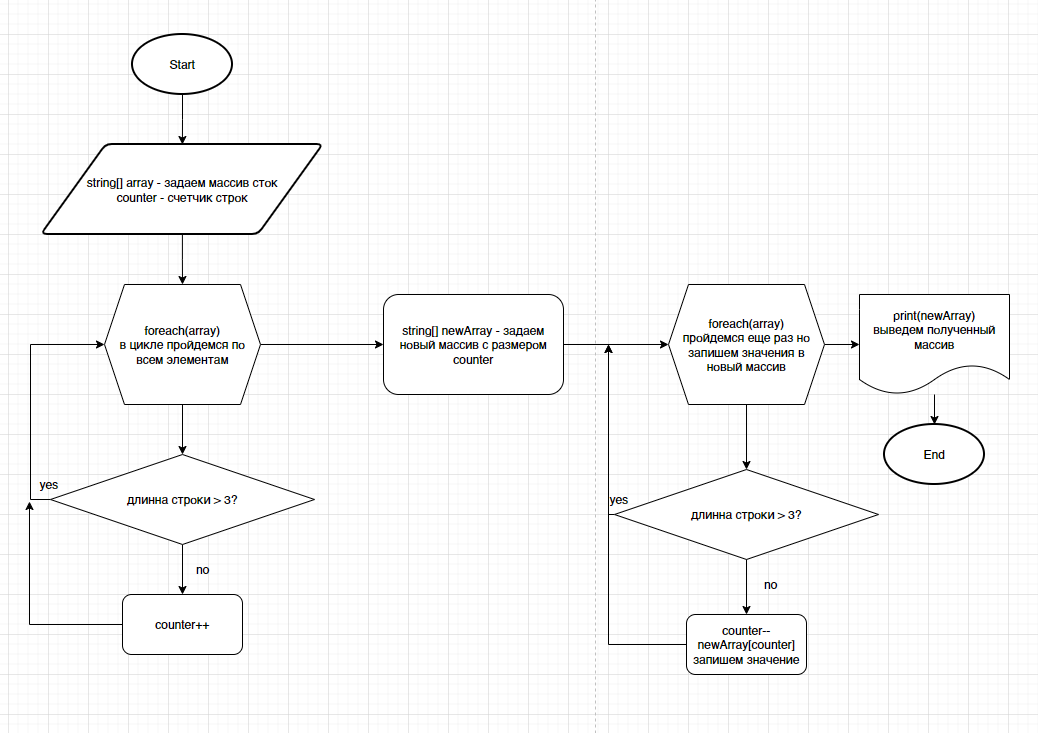 Start
string[] array - задаем массив сток
counter - счетчик строк
foreach(array)
в цикле пройдемся по
всем элементам
string[] newArray - задаем
новый массив с размером
counter
foreach(array)
пройдемся еще раз но
запишем значения в
новый массив
print(newArray)
выведем полученный
массив
End
yes
длинна строки > 3?
no
counter++
yes
длинна строки > 3?
no
counter--
newArray[counter]
запишем значение